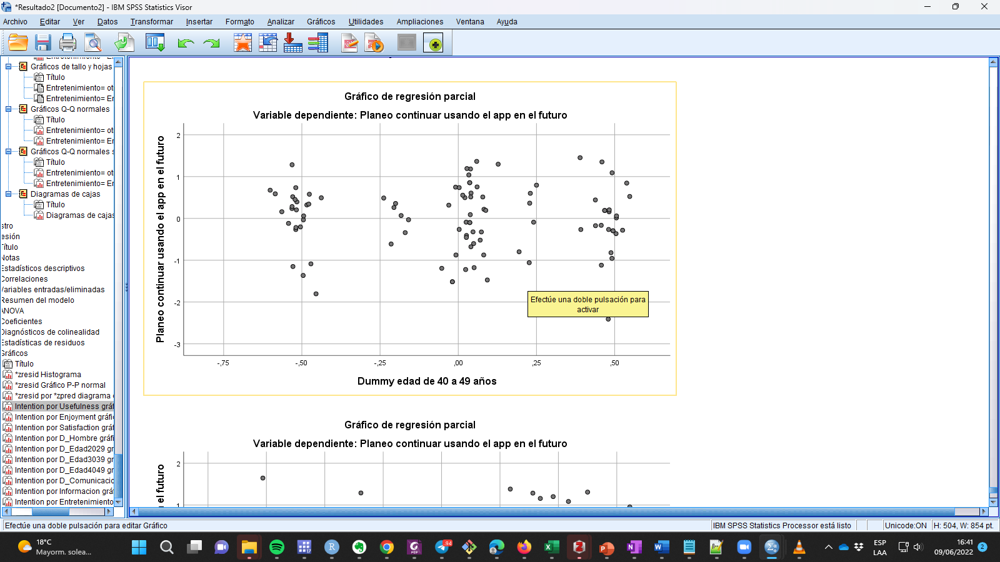 *Resultado2 [Documento2] - IBM SPSS Statistics Visor
Archivo Editar Ver Datos Transformar Insertar Formato Analizar Gráficos Utilidades Ampliaciones Ventana Ayuda
Gráficos de tallo y hojas
Título
Entretenimiento= ot
Entretenimiento= Er
Gráficos Q-Q normales
Título
Entretenimiento= ot
Entretenimiento= Er
Gráficos Q-Q normales s
Título
Entretenimiento= ot
Entretenimiento= Er
Diagramas de cajas
Título
Diagramas de cajas
stro
esión
Título
Notas
Estadísticos descriptivos
Correlaciones
Variables entradas/eliminadas
Resumen del modelo
ANOVA
Coeficientes
Diagnósticos de colinealidad
Estadísticas de residuos
Gráficos
Título
*zresid Histograma
*zresid Gráfico P-P normal
*zresid por *zpred diagrama
Intention por Usefulness gráf
Intention por Enjoyment gráfi
Intention por Satisfaction gráf
Intention por D_Hombre gráfi
Intention por D_Edad2029 gr
Intention por D_Edad3039 gr
Intention por D_Edad4049 gr
Intention por D_Comunicacio
Intention por Informacion grá
Intention por Entretenimiento
Gráfico de regresión parcial
Variable dependiente: Planeo continuar usando el app en el futuro
Planeo continuar usando el app en el futuro
2
1
0
-1
-2
-3
-,75 -,50 -,25 ,00 ,25 ,50
Dummy edad de 40 a 49 años
Efectúe una doble pulsación para
activar
Gráfico de regresión parcial
Variable dependiente: Planeo continuar usando el app en el futuro
el futuro
2
1
Efectúe una doble pulsación para editar Gráfico
IBM SPSS Statistics Processor está listo
Unicode:ON
H: 504, W: 854 pt.
18°C
Mayorm. solea...
17
94
PDF
ESP
LAA
16:41
09/06/2022
2